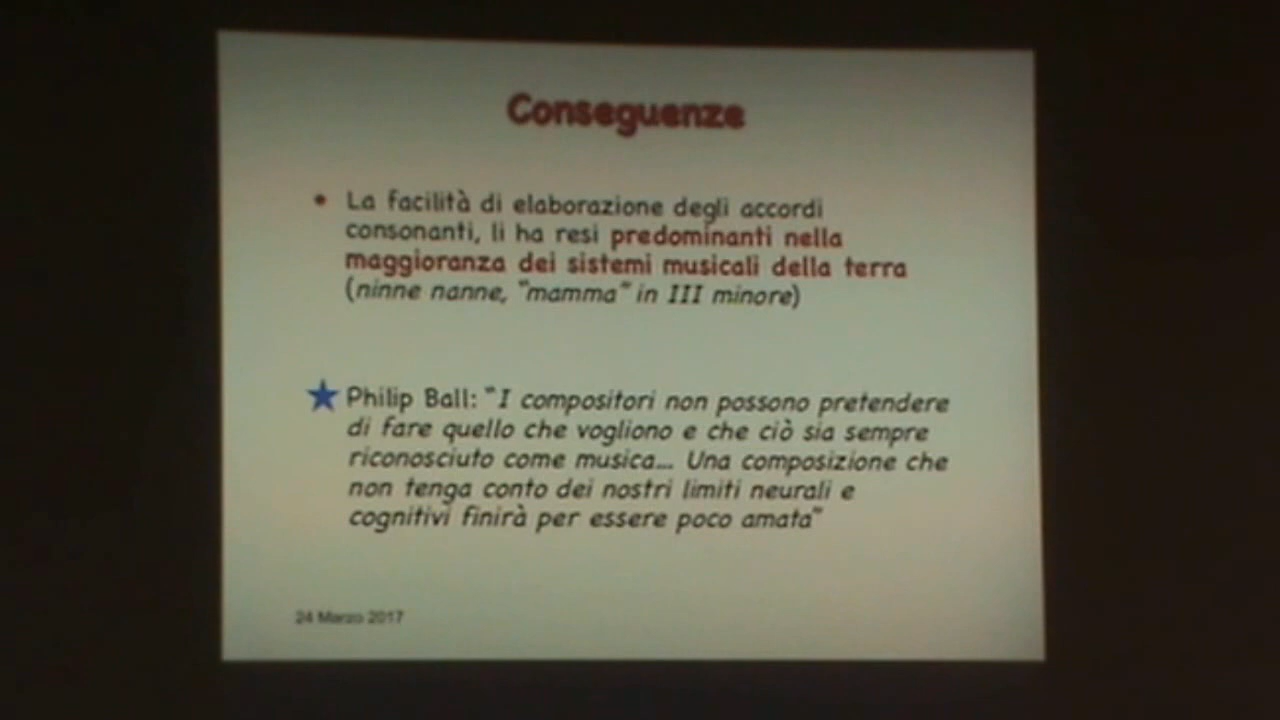 Conseguenze
• La facilità di elaborazione degli accordi
consonanti, li ha resi predominanti nella
maggioranza dei sistemi musicali della terra
(ninne nanne, "mamma" in III minore)
Philip Ball: "I compositori non possono pretendere
di fare quello che vogliono e che ciò sia sempre
riconosciuto come musica... Una composizione che
non tenga conto dei nostri limiti neurali e
cognitivi finirà per essere poco amata"
24 Marzo 2017